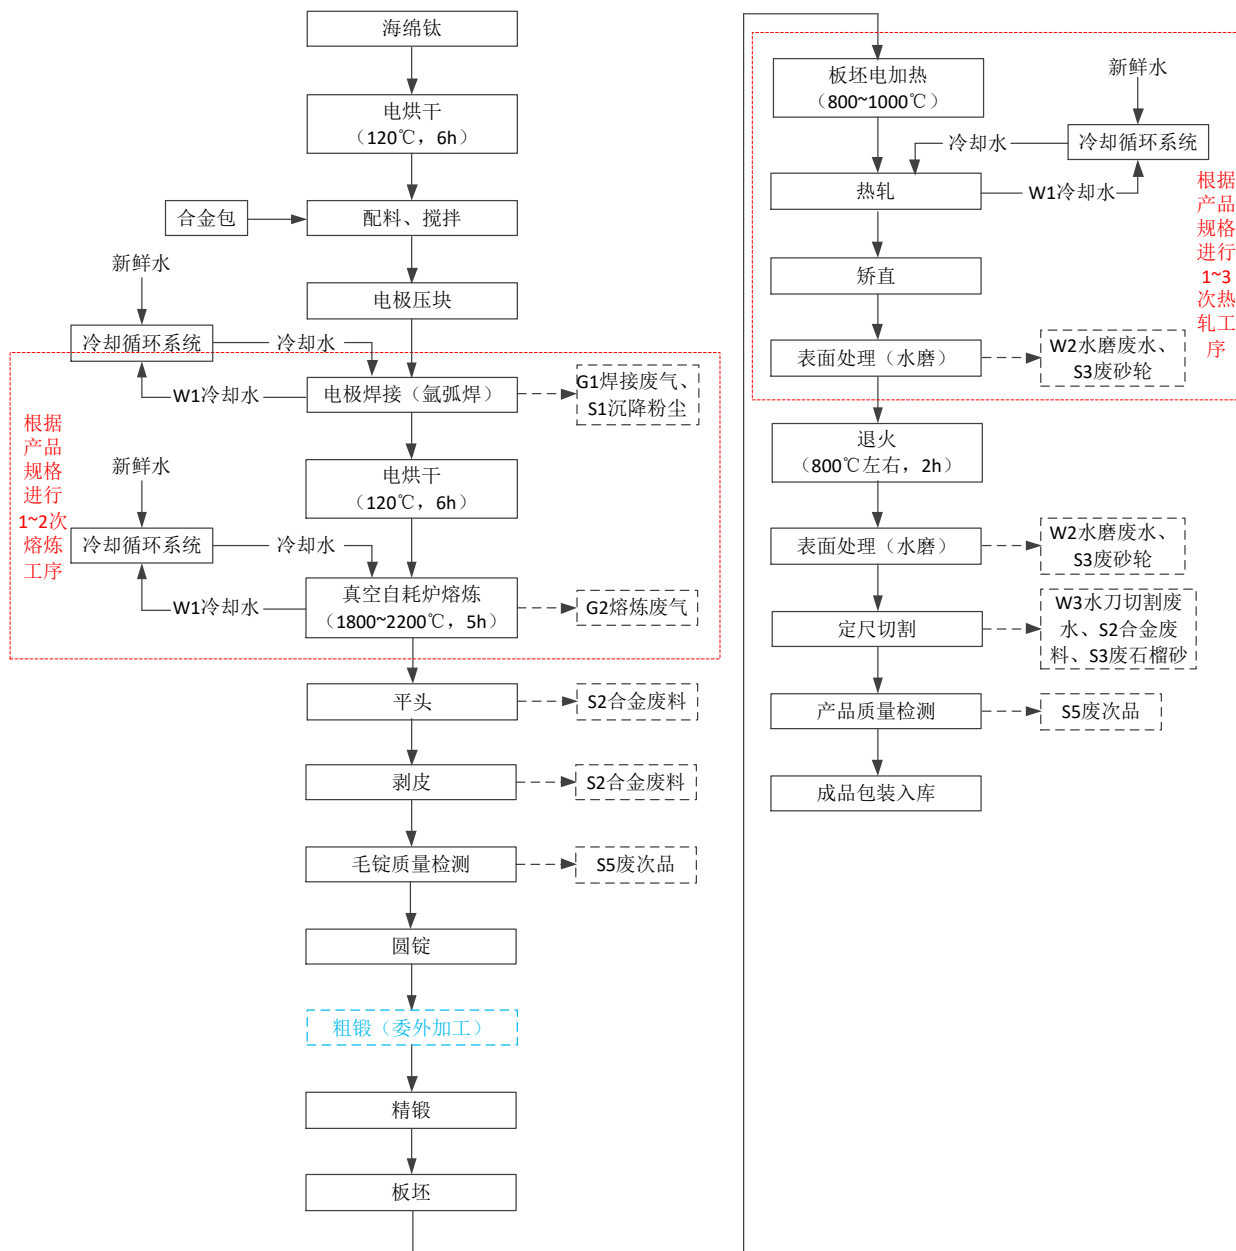 海绵钛
电烘干
（120℃，6h）
合金包
配料、搅拌
新鲜水
电极压块
冷却循环系统
冷却水
W1冷却水
电极焊接（氩弧焊）
G1焊接废气、
S1沉降粉尘
根据
产品
规格
进行
1~2次
熔炼
工序
新鲜水
电烘干
（120℃，6h）
冷却循环系统
冷却水
W1冷却水
真空自耗炉熔炼
（1800~2200℃，5h）
G2熔炼废气
平头
S2合金废料
剥皮
S2合金废料
毛锭质量检测
S5废次品
圆锭
粗锻（委外加工）
精锻
板坯
板坯电加热
（800~1000℃）
新鲜水
冷却水
冷却循环系统
热轧
W1冷却水
根据
产品
规格
进行
1~3
次热
轧工
序
矫直
表面处理（水磨）
W2水磨废水、
S3废砂轮
退火
（800℃左右，2h）
表面处理（水磨）
W2水磨废水、
S3废砂轮
定尺切割
W3水刀切割废
水、S2合金废
料、S3废石榴砂
产品质量检测
S5废次品
成品包装入库